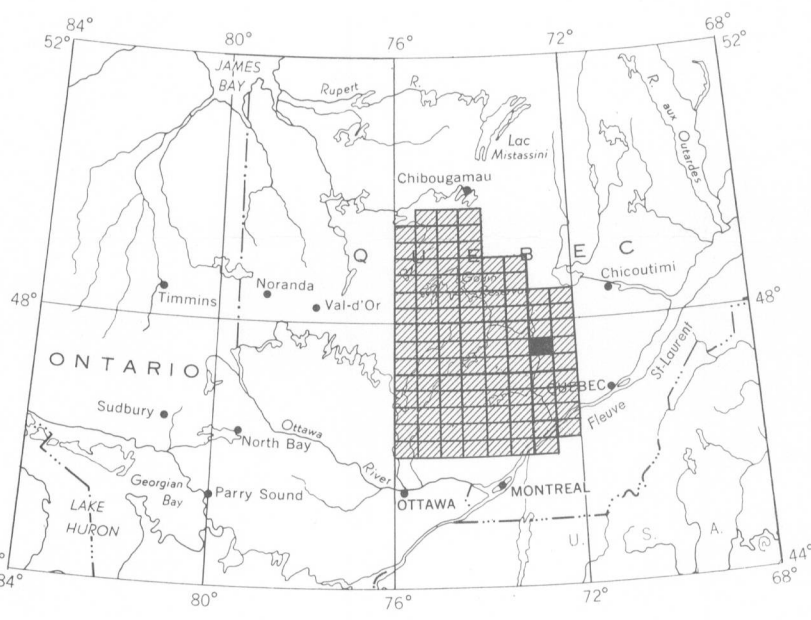 84°
80°
76°
72°
68°
52°
52°
JAMES
BAY
Rupert R.
R. aux Outardes
Lac
Mistassini
Chibougamau
Q U E B E C
Gouin
Chicoutimi
48°
48°
Timmins
Noranda
Val-d'Or
ONTARIO
St-Laurent
QUEBEC
Fleuve
Sudbury
Ottawa
River
North Bay
Georgian
Bay
Parry Sound
OTTAWA
MONTREAL
LAKE
HURON
U. S. A.
44°
84°
80°
76°
72°
68°